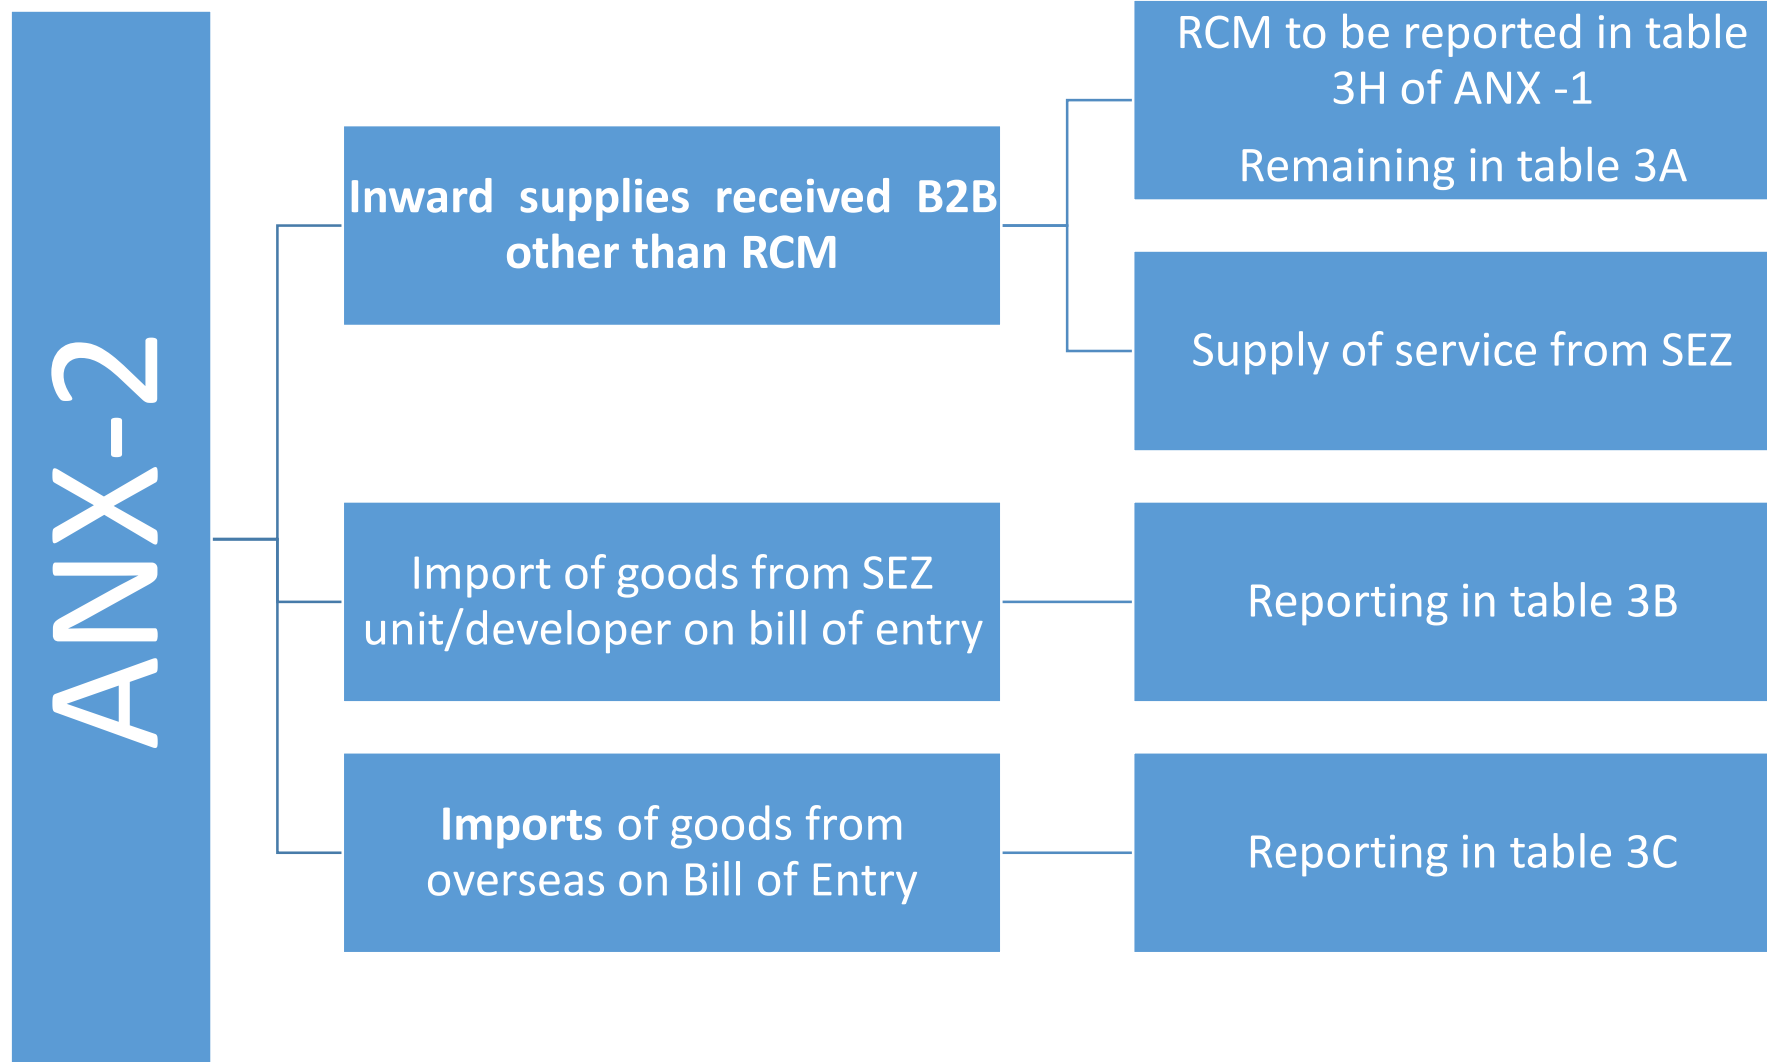 ANX-2
Inward supplies received B2B
other than RCM
RCM to be reported in table
3H of ANX -1
Remaining in table 3A
Supply of service from SEZ
Import of goods from SEZ
unit/developer on bill of entry
Reporting in table 3B
Imports of goods from
overseas on Bill of Entry
Reporting in table 3C